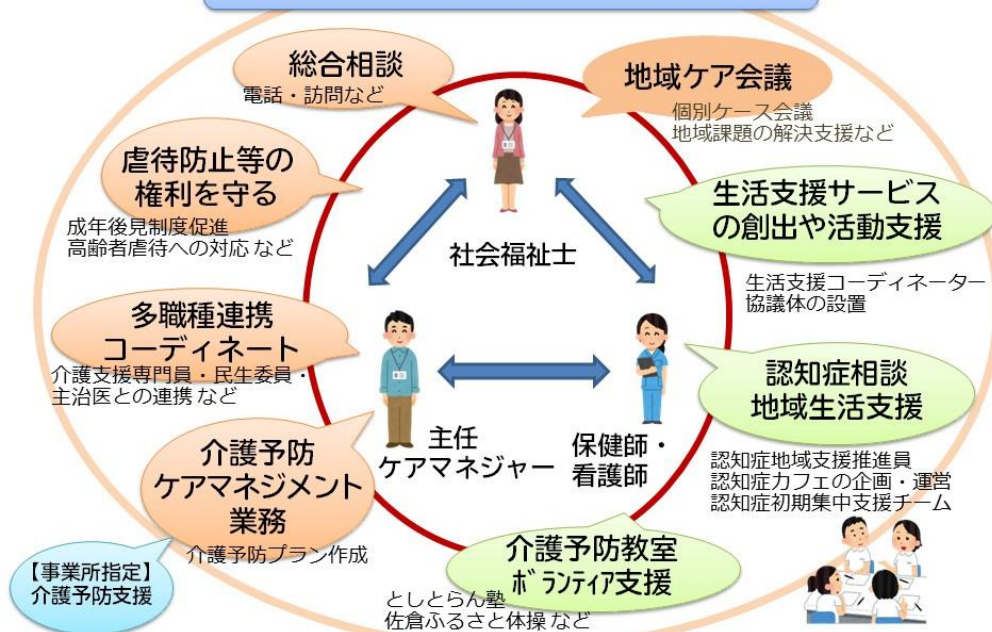 総合相談
電話・訪問など
地域ケア会議
個別ケース会議
地域課題の解決支援など
虐待防止等の
権利を守る
成年後見制度促進
高齢者虐待への対応 など
生活支援サービス
の創出や活動支援
生活支援コーディネーター
協議体の設置
社会福祉士
多職種連携
コーディネート
介護支援専門員・民生委員・
主治医との連携 など
認知症相談
地域生活支援
認知症地域支援推進員
認知症カフェの企画・運営
認知症初期集中支援チーム
主任
ケアマネジャー
保健師・
看護師
介護予防
ケアマネジメント
業務
介護予防プラン作成
介護予防教室
ボランティア支援
としとらん塾
佐倉ふるさと体操 など
【事業所指定】
介護予防支援